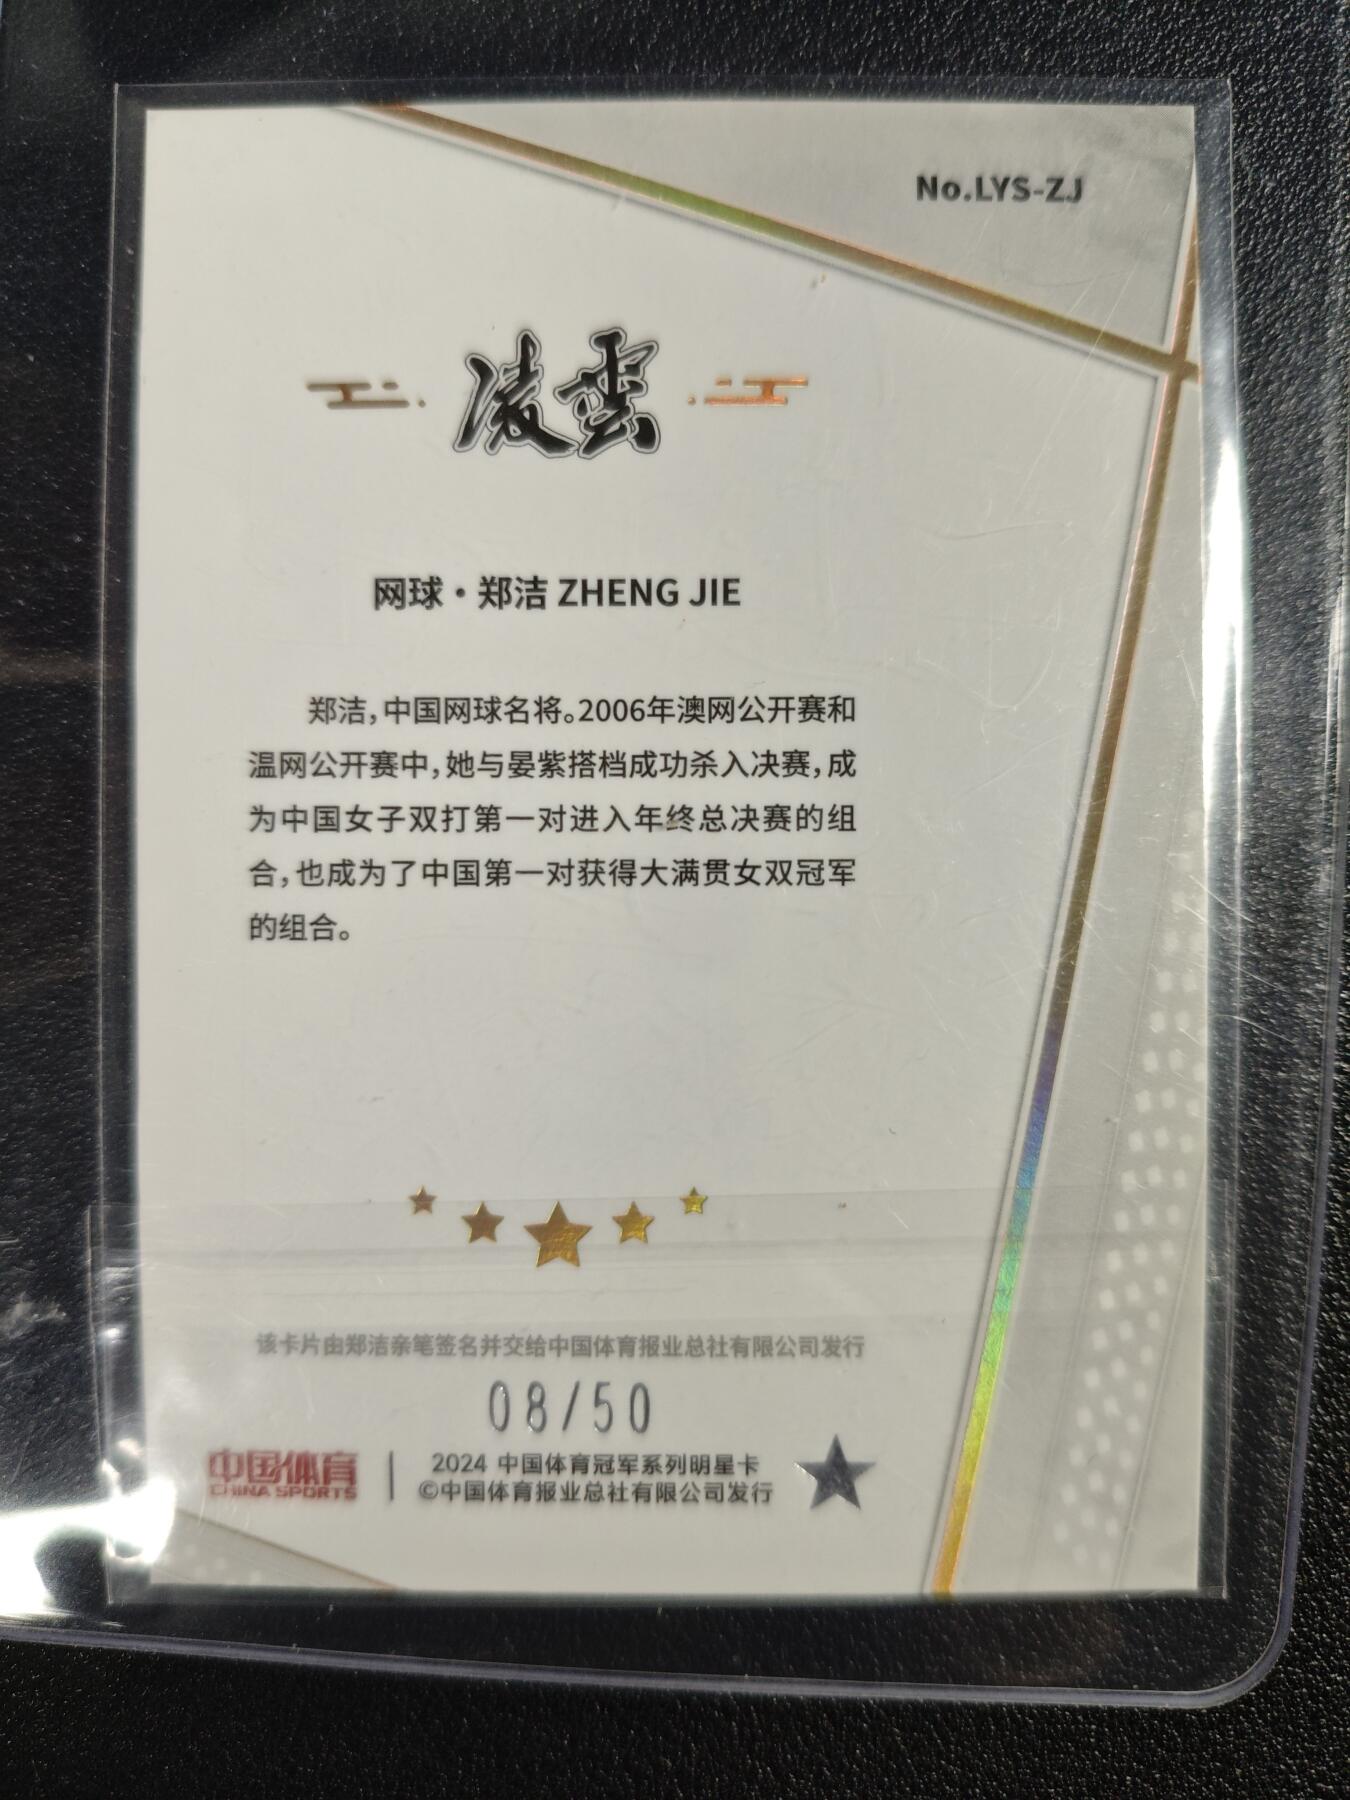 No.LYS-ZJ
凌雲
网球·郑洁 ZHENG JIE
郑洁，中国网球名将。2006年澳网公开赛和
温网公开赛中，她与晏紫搭档成功杀入决赛，成
为中国女子双打第一对进入年终总决赛的组
合，也成为了中国第一对获得大满贯女双冠军
的组合。
该卡片由郑洁亲笔签名并交给中国体育报业总社有限公司发行
08/50
中国体育
CHINA SPORTS
2024 中国体育冠军系列明星卡
©中国体育报业总社有限公司发行